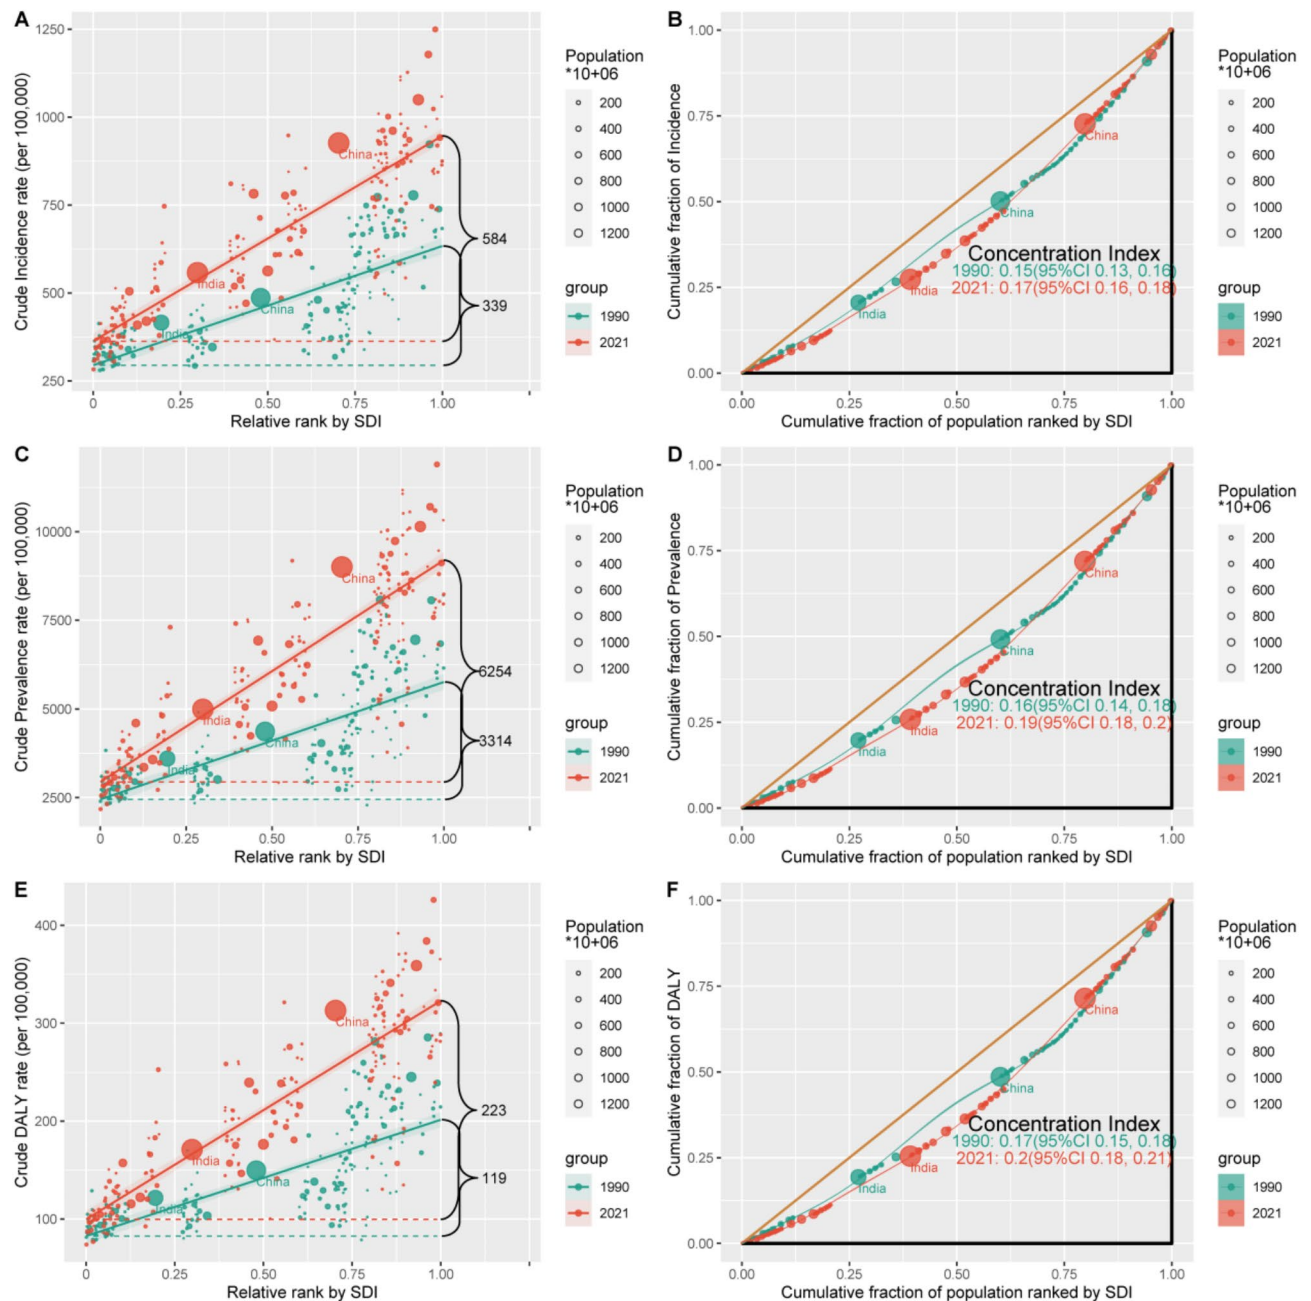 A
Crude Incidence rate (per 100,000)
1250
1000
750
500
250
China
India
China
India
584
339
0
0.25
0.50
0.75
1.00
Relative rank by SDI
Population
*10+06
200
400
600
800
1000
1200
group
1990
2021
B
Cumulative fraction of Incidence
1.00
0.75
0.50
0.25
0.00
China
China
India
India
Concentration Index
1990: 0.15(95%CI 0.13, 0.16)
2021: 0.17(95%CI 0.16, 0.18)
0.00
0.25
0.50
0.75
1.00
Cumulative fraction of population ranked by SDI
Population
*10+06
200
400
600
800
1000
1200
group
1990
2021
C
Crude Prevalence rate (per 100,000)
10000
7500
5000
2500
China
India
China
India
6254
3314
0
0.25
0.50
0.75
1.00
Relative rank by SDI
Population
*10+06
200
400
600
800
1000
1200
group
1990
2021
D
Cumulative fraction of Prevalence
1.00
0.75
0.50
0.25
0.00
China
China
India
India
Concentration Index
1990: 0.16(95%CI 0.14, 0.18)
2021: 0.19(95%CI 0.18, 0.2)
0.00
0.25
0.50
0.75
1.00
Cumulative fraction of population ranked by SDI
Population
*10+06
200
400
600
800
1000
1200
group
1990
2021
E
Crude DALY rate (per 100,000)
400
300
200
100
China
India
China
India
223
119
0
0.25
0.50
0.75
1.00
Relative rank by SDI
Population
*10+06
200
400
600
800
1000
1200
group
1990
2021
F
Cumulative fraction of DALY
1.00
0.75
0.50
0.25
0.00
China
China
India
India
Concentration Index
1990: 0.17(95%CI 0.15, 0.18)
2021: 0.2(95%CI 0.18, 0.21)
0.00
0.25
0.50
0.75
1.00
Cumulative fraction of population ranked by SDI
Population
*10+06
200
400
600
800
1000
1200
group
1990
2021